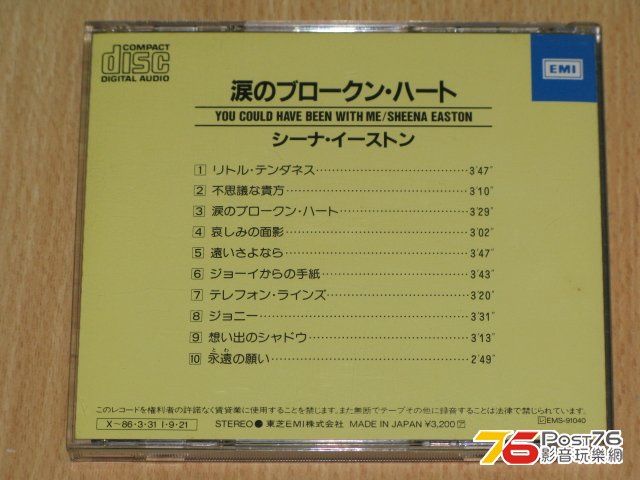 COMPACT
disc
DIGITAL AUDIO
EMI
涙のブロークン・ハート
YOU COULD HAVE BEEN WITH ME/SHEENA EASTON
シーナ・イーストン
1 リトル・テンダネス 3'47"
2 不思議な貴方 3'10"
3 涙のブロークン・ハート 3'29"
4 哀しみの面影 3'02"
5 遠いさよなら 3'47"
6 ジョーイからの手紙 3'43"
7 テレフォン・ラインズ 3'20"
8 ジョニー 3'31"
9 想い出のシャドウ 3'13"
とわ
10 永遠の願い 2'49"
このレコードを権利者の許諾なく賃貸業に使用することを禁じます。また無断でテープその他に録音することは法律で禁じられています。
L EMS-91040
X−86・3・31 I・9・21
STEREO ● 東芝EMI株式会社 MADE IN JAPAN ¥3,200
76 POST76
影音玩樂網